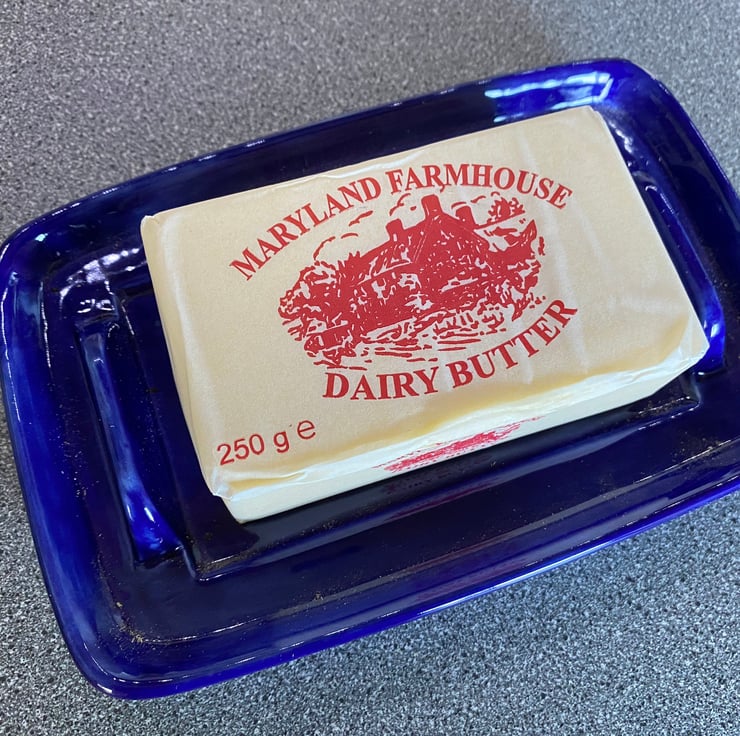 MARYLAND FARMHOUSE
DAIRY BUTTER
250 g ℮